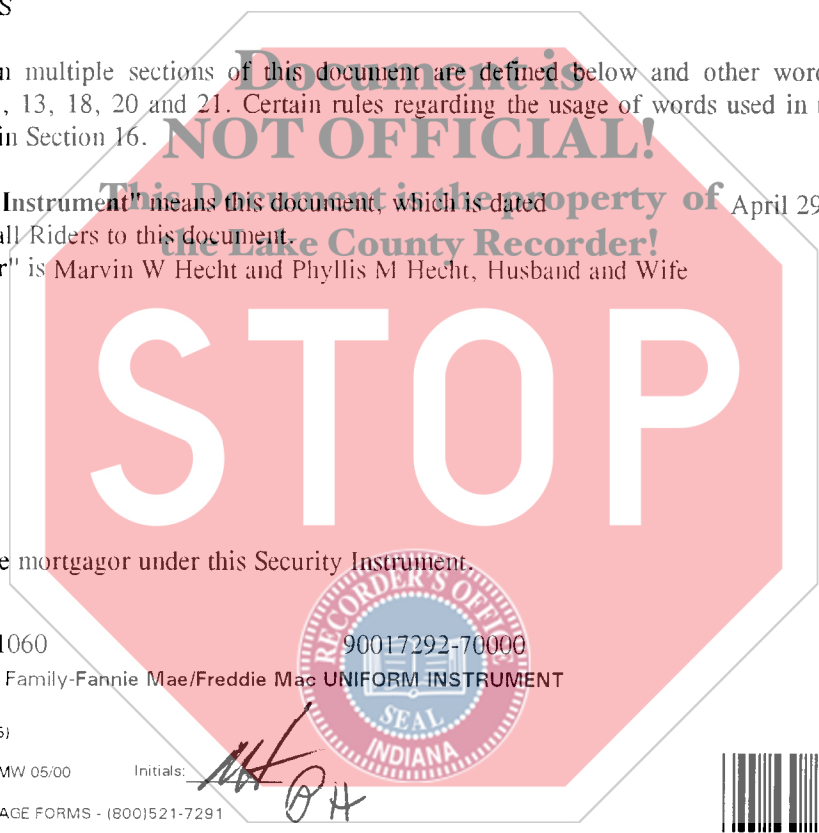 S
Document is
n multiple sections of this document are defined below and other wor
, 13, 18, 20 and 21. Certain rules regarding the usage of words used in
NOT OFFICIAL!
in Section 16.
This Document is the property of
Instrument" means this document, which is dated April 29
all Riders to this document.
the Lake County Recorder!
r" is Marvin W Hecht and Phyllis M Hecht, Husband and Wife
STOP
e mortgagor under this Security Instrument.
RECORDER'S OFFICE
1060 90017292-70000
Family-Fannie Mae/Freddie Mac UNIFORM INSTRUMENT
SEAL
INDIANA
MW 05/00 Initials: MH
PH
AGE FORMS - (800)521-7291